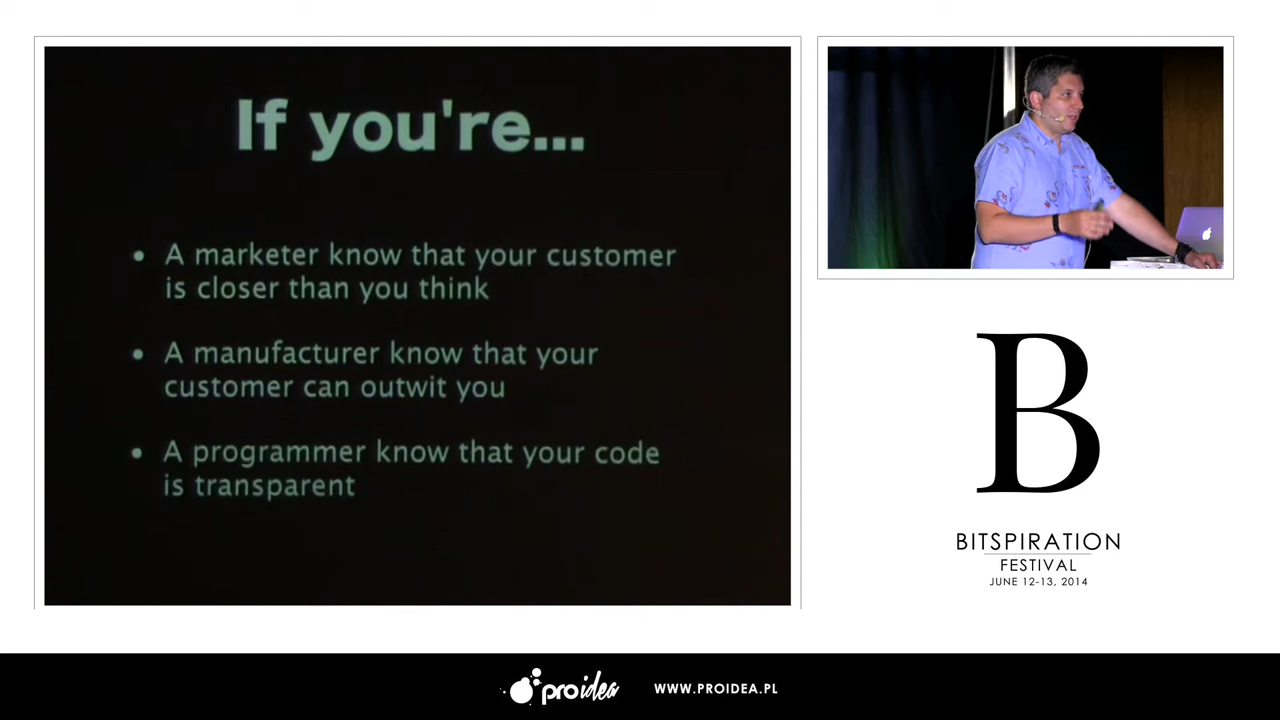 If you're...
• A marketer know that your customer
is closer than you think
• A manufacturer know that your
customer can outwit you
• A programmer know that your code
is transparent
B
BITSPIRATION
FESTIVAL
JUNE 12-13, 2014
proidea
WWW.PROIDEA.PL